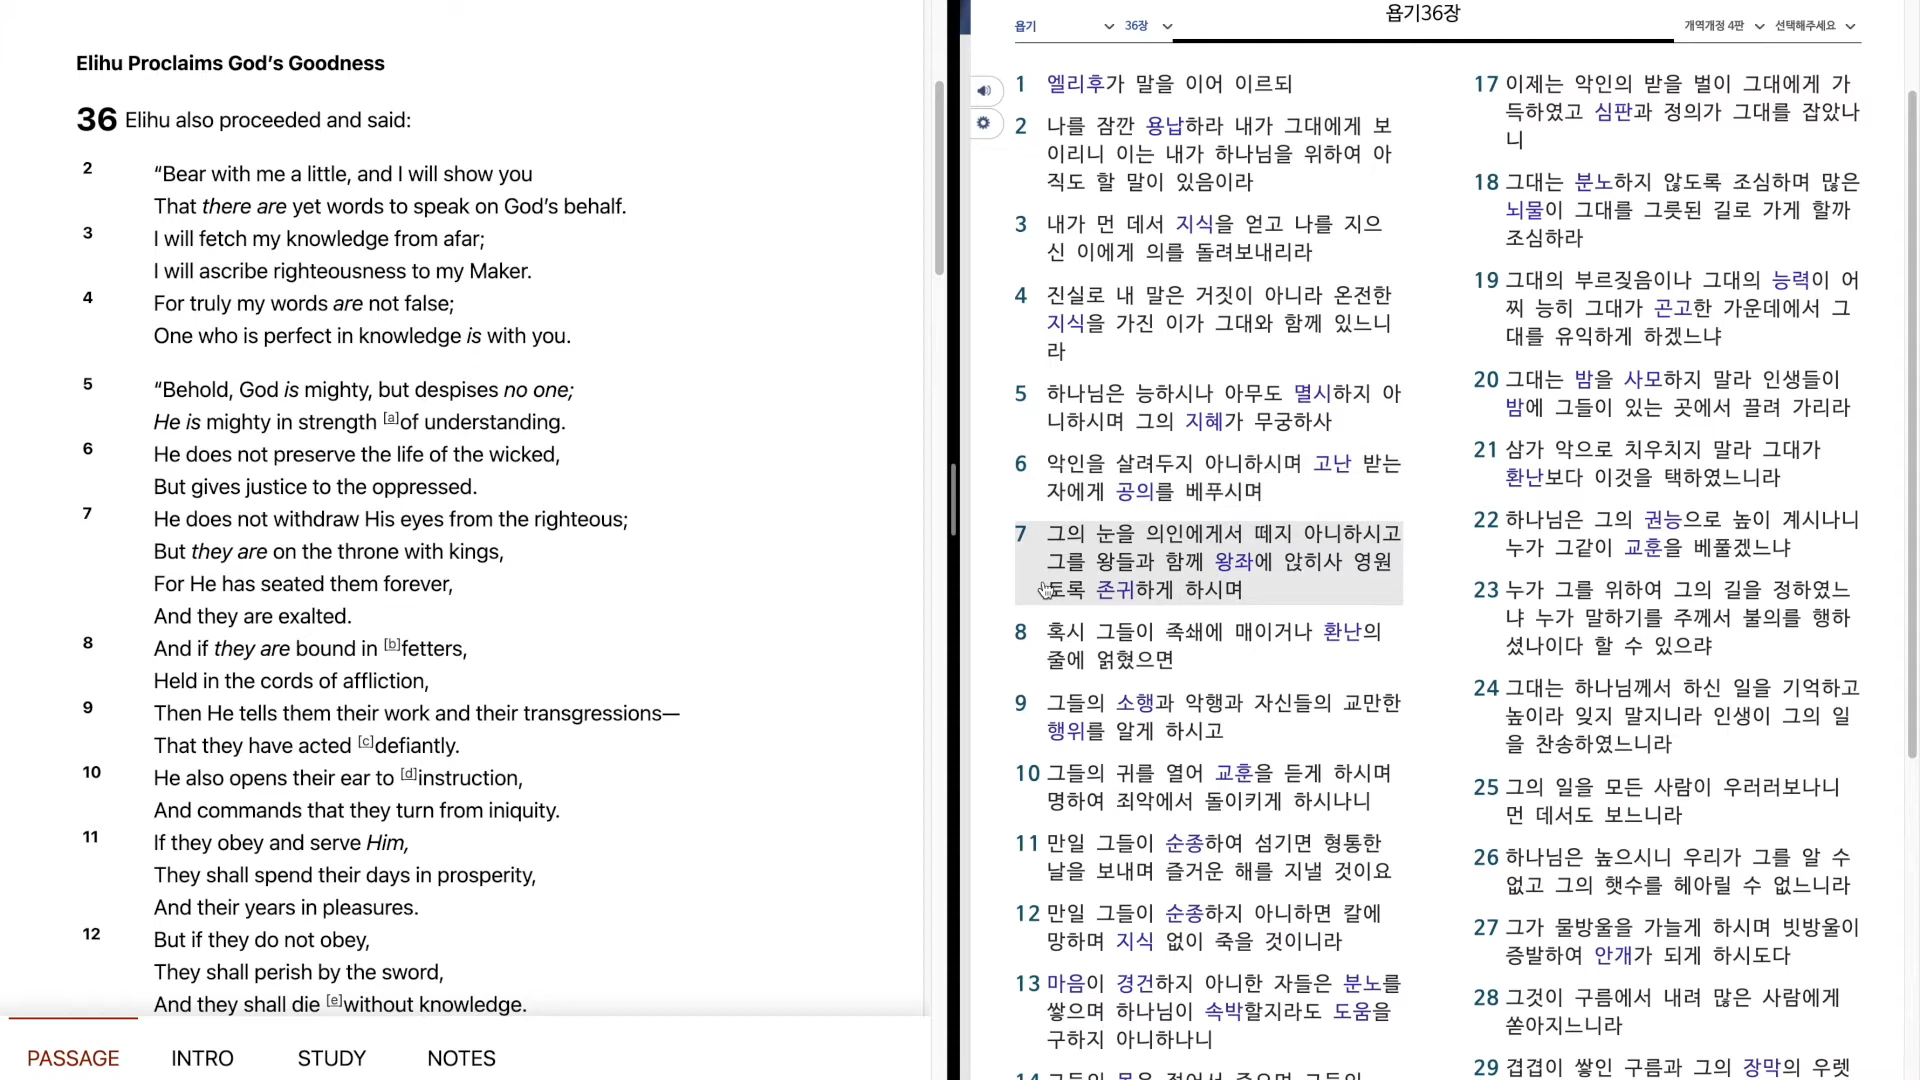 Elihu Proclaims God's Goodness
36 Elihu also proceeded and said:
2 “Bear with me a little, and I will show you
That there are yet words to speak on God's behalf.
3 I will fetch my knowledge from afar;
I will ascribe righteousness to my Maker.
4 For truly my words are not false;
One who is perfect in knowledge is with you.
5 “Behold, God is mighty, but despises no one;
He is mighty in strength [a]of understanding.
6 He does not preserve the life of the wicked,
But gives justice to the oppressed.
7 He does not withdraw His eyes from the righteous;
But they are on the throne with kings,
For He has seated them forever,
And they are exalted.
8 And if they are bound in [b]fetters,
Held in the cords of affliction,
9 Then He tells them their work and their transgressions—
That they have acted [c]defiantly.
10 He also opens their ear to [d]instruction,
And commands that they turn from iniquity.
11 If they obey and serve Him,
They shall spend their days in prosperity,
And their years in pleasures.
12 But if they do not obey,
They shall perish by the sword,
And they shall die [e]without knowledge.
PASSAGE INTRO STUDY NOTES
욥기36장
욥기 36장 개역개정 4판 선택해주세요
1 엘리후가 말을 이어 이르되
2 나를 잠깐 용납하라 내가 그대에게 보
이리니 이는 내가 하나님을 위하여 아
직도 할 말이 있음이라
3 내가 먼 데서 지식을 얻고 나를 지으
신 이에게 의를 돌려보내리라
4 진실로 내 말은 거짓이 아니라 온전한
지식을 가진 이가 그대와 함께 있느니
라
5 하나님은 능하시나 아무도 멸시하지 아
니하시며 그의 지혜가 무궁하사
6 악인을 살려두지 아니하시며 고난 받는
자에게 공의를 베푸시며
7 그의 눈을 의인에게서 떼지 아니하시고
그를 왕들과 함께 왕좌에 앉히사 영원
토록 존귀하게 하시며
8 혹시 그들이 족쇄에 매이거나 환난의
줄에 얽혔으면
9 그들의 소행과 악행과 자신들의 교만한
행위를 알게 하시고
10 그들의 귀를 열어 교훈을 듣게 하시며
명하여 죄악에서 돌이키게 하시나니
11 만일 그들이 순종하여 섬기면 형통한
날을 보내며 즐거운 해를 지낼 것이요
12 만일 그들이 순종하지 아니하면 칼에
망하며 지식 없이 죽을 것이니라
13 마음이 경건하지 아니한 자들은 분노를
쌓으며 하나님이 속박할지라도 도움을
구하지 아니하나니
17 이제는 악인의 받을 벌이 그대에게 가
득하였고 심판과 정의가 그대를 잡았나
니
18 그대는 분노하지 않도록 조심하며 많은
뇌물이 그대를 그릇된 길로 가게 할까
조심하라
19 그대의 부르짖음이나 그대의 능력이 어
찌 능히 그대가 곤고한 가운데에서 그
대를 유익하게 하겠느냐
20 그대는 밤을 사모하지 말라 인생들이
밤에 그들이 있는 곳에서 끌려 가리라
21 삼가 악으로 치우치지 말라 그대가
환난보다 이것을 택하였느니라
22 하나님은 그의 권능으로 높이 계시나니
누가 그같이 교훈을 베풀겠느냐
23 누가 그를 위하여 그의 길을 정하였느
냐 누가 말하기를 주께서 불의를 행하
셨나이다 할 수 있으랴
24 그대는 하나님께서 하신 일을 기억하고
높이라 잊지 말지니라 인생이 그의 일
을 찬송하였느니라
25 그의 일을 모든 사람이 우러러보나니
먼 데서도 보느니라
26 하나님은 높으시니 우리가 그를 알 수
없고 그의 햇수를 헤아릴 수 없느니라
27 그가 물방울을 가늘게 하시며 빗방울이
증발하여 안개가 되게 하시도다
28 그것이 구름에서 내려 많은 사람에게
쏟아지느니라
29 겹겹이 쌓인 구름과 그의 장막의 우렛